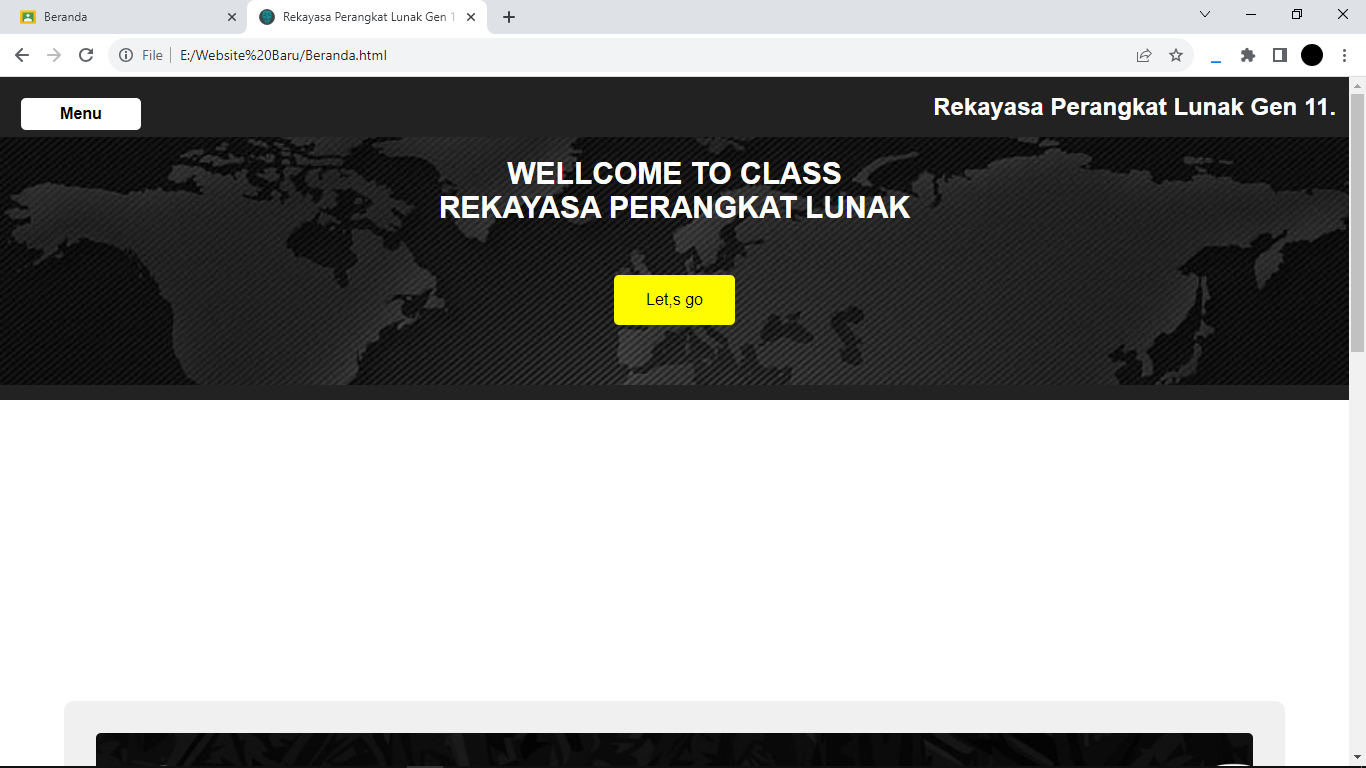 Beranda
Rekayasa Perangkat Lunak Gen 1
File
E:/Website%20Baru/Beranda.html
Menu
Rekayasa Perangkat Lunak Gen 11.
WELLCOME TO CLASS
REKAYASA PERANGKAT LUNAK
Let,s go